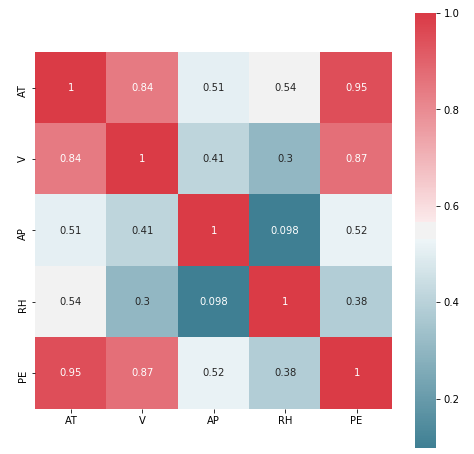 1.0
AT 1 0.84 0.51 0.54 0.95
0.8
V 0.84 1 0.41 0.3 0.87
0.6
AP 0.51 0.41 1 0.098 0.52
0.4
RH 0.54 0.3 0.098 1 0.38
PE 0.95 0.87 0.52 0.38 1
0.2
AT V AP RH PE